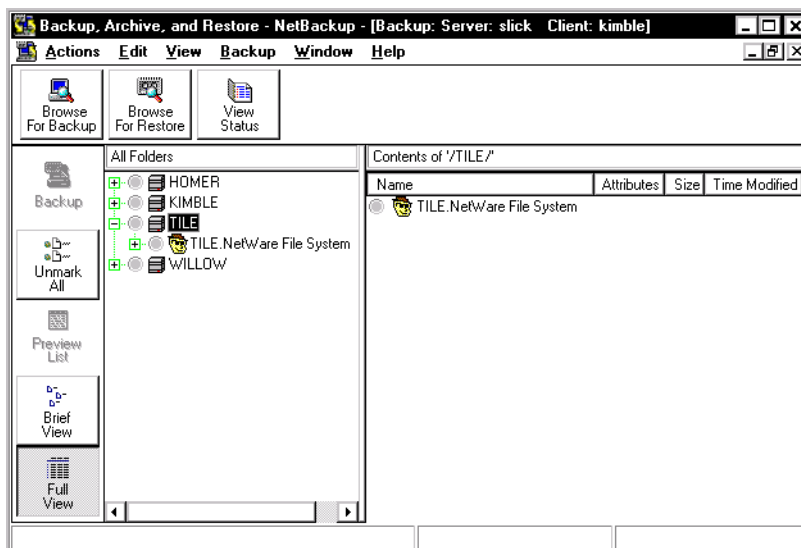 Backup, Archive, and Restore - NetBackup - [Backup: Server: slick Client: kimble]
Actions Edit View Backup Window Help
Browse
For Backup
Browse
For Restore
View
Status
All Folders
Contents of '/TILE/'
Backup
Unmark
All
Preview
List
Brief
View
Full
View
HOMER
KIMBLE
TILE
TILE.NetWare File System
WILLOW
Name Attributes Size Time Modified
TILE.NetWare File System